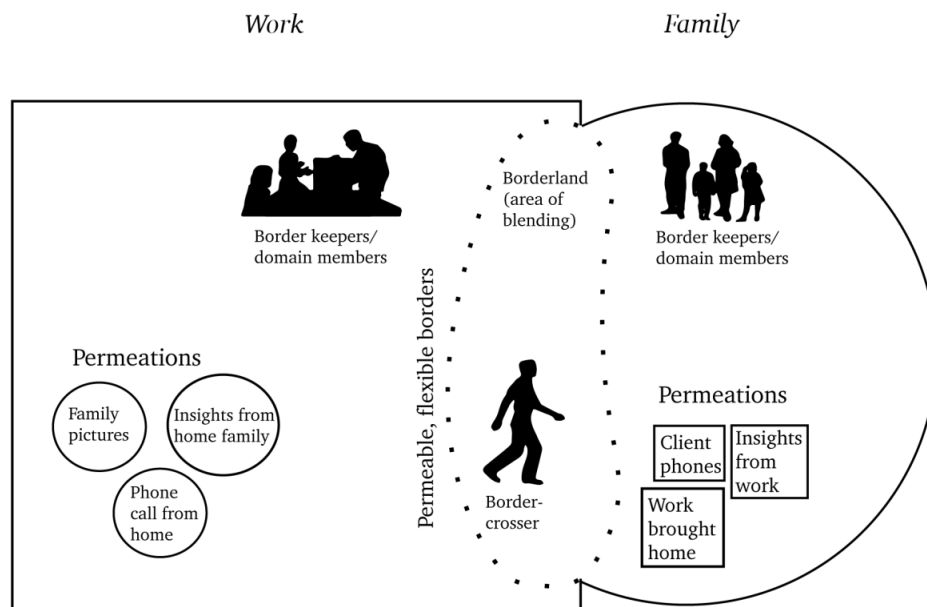 Work
Family
Borderland
(area of
blending)
Border keepers/
domain members
Border keepers/
domain members
Permeable, flexible borders
Permeations
Family
pictures
Insights from
home family
Phone
call from
home
Border-
crosser
Permeations
Client
phones
Insights
from
work
Work
brought
home